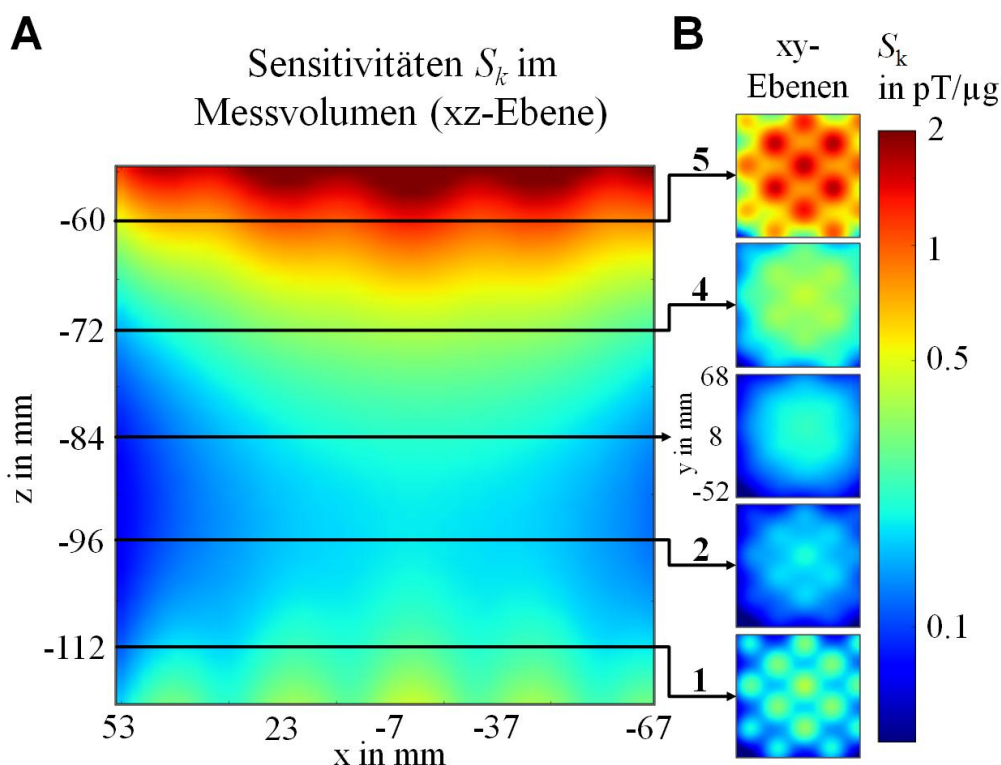 A
Sensitivitäten Sk im
Messvolumen (xz-Ebene)
z in mm
-60
-72
-84
-96
-112
53
23
-7
-37
-67
x in mm
B
xy-
Ebenen
5
4
2
1
68
8
-52
y in mm
Sk
in pT/µg
2
1
0.5
0.1